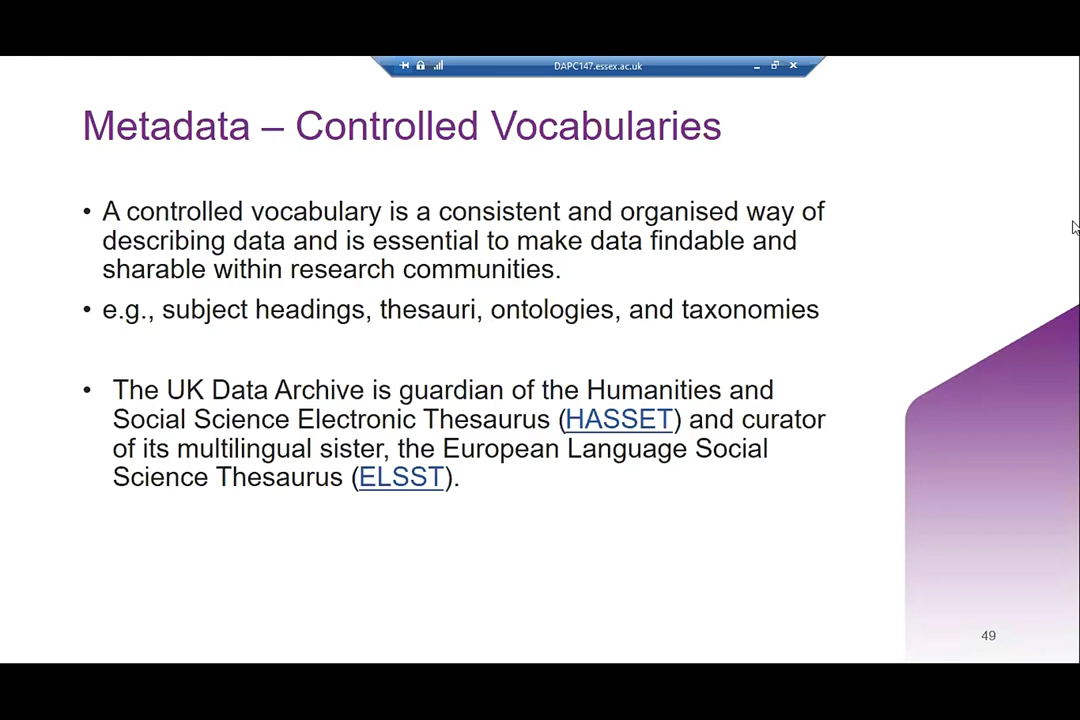 DAPC147.essex.ac.uk
Metadata – Controlled Vocabularies
• A controlled vocabulary is a consistent and organised way of
describing data and is essential to make data findable and
sharable within research communities.
• e.g., subject headings, thesauri, ontologies, and taxonomies
• The UK Data Archive is guardian of the Humanities and
Social Science Electronic Thesaurus (HASSET) and curator
of its multilingual sister, the European Language Social
Science Thesaurus (ELSST).
49